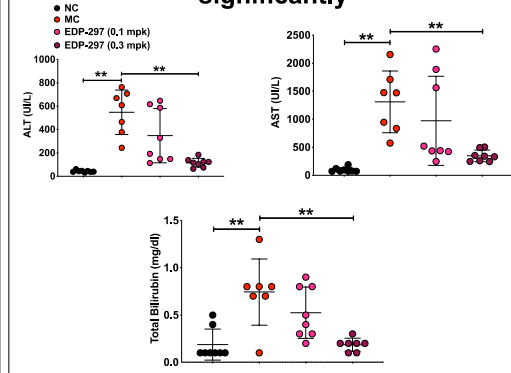 significantly
NC
MC
EDP-297 (0.1 mpk)
EDP-297 (0.3 mpk)
ALT (UI/L)
1000
800
600
400
200
0
**
**
AST (UI/L)
2500
2000
1500
1000
500
0
**
**
Total Bilirubin (mg/dl)
1.5
1.0
0.5
0.0
**
**